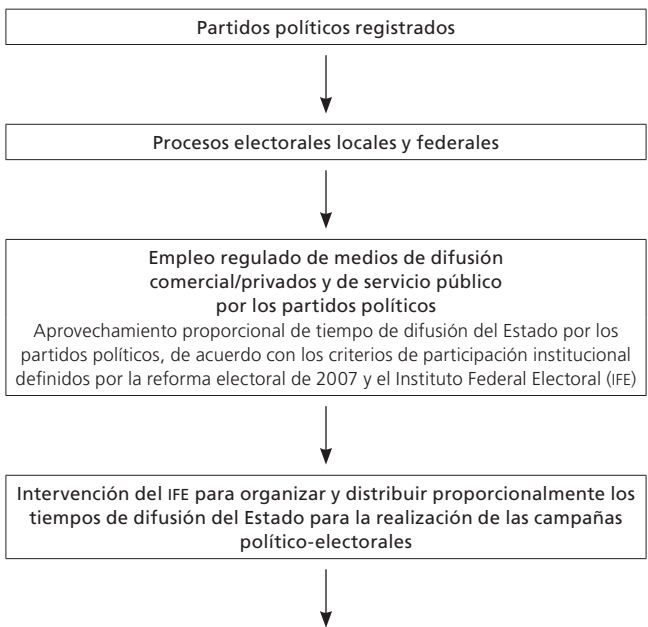 Partidos políticos registrados
Procesos electorales locales y federales
Empleo regulado de medios de difusión
comercial/privados y de servicio público
por los partidos políticos
Aprovechamiento proporcional de tiempo de difusión del Estado por los
partidos políticos, de acuerdo con los criterios de participación institucional
definidos por la reforma electoral de 2007 y el Instituto Federal Electoral (IFE)
Intervención del IFE para organizar y distribuir proporcionalmente los
tiempos de difusión del Estado para la realización de las campañas
político-electorales